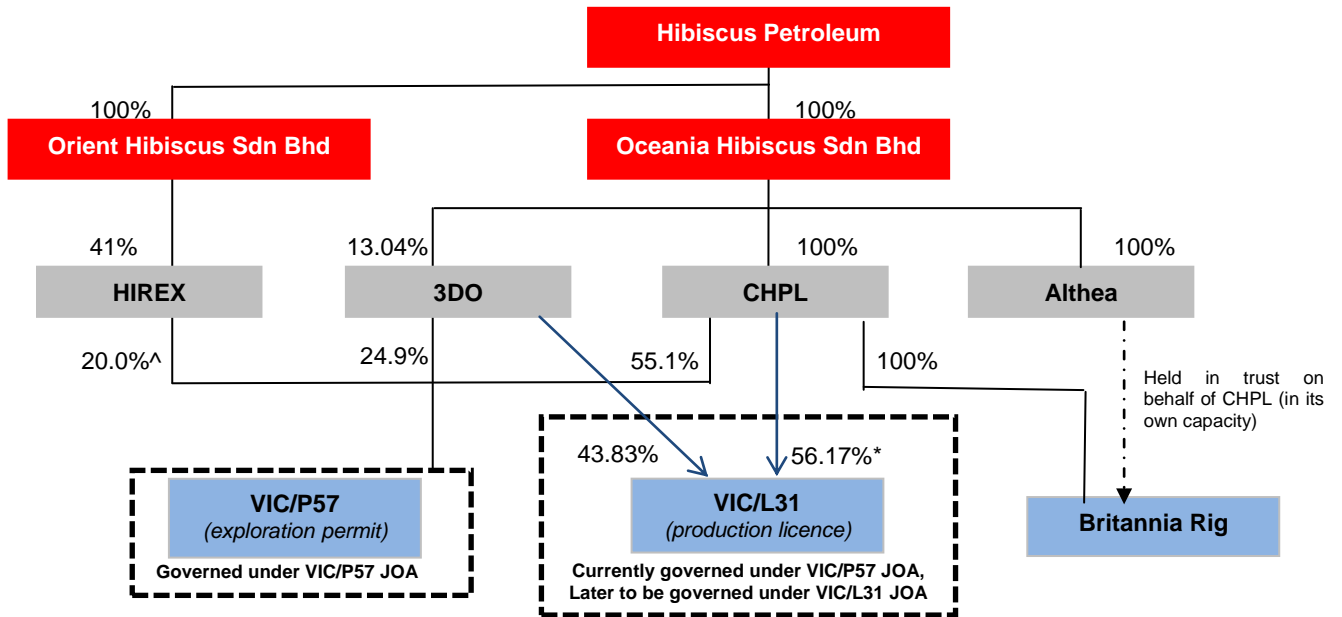 Hibiscus Petroleum
100%
100%
Orient Hibiscus Sdn Bhd
Oceania Hibiscus Sdn Bhd
41%
13.04%
100%
100%
HIREX
3DO
CHPL
Althea
20.0%^
24.9%
55.1%
100%
Held in trust on
behalf of CHPL (in its
own capacity)
43.83%
56.17%*
VIC/P57
(exploration permit)
Governed under VIC/P57 JOA
VIC/L31
(production licence)
Currently governed under VIC/P57 JOA,
Later to be governed under VIC/L31 JOA
Britannia Rig